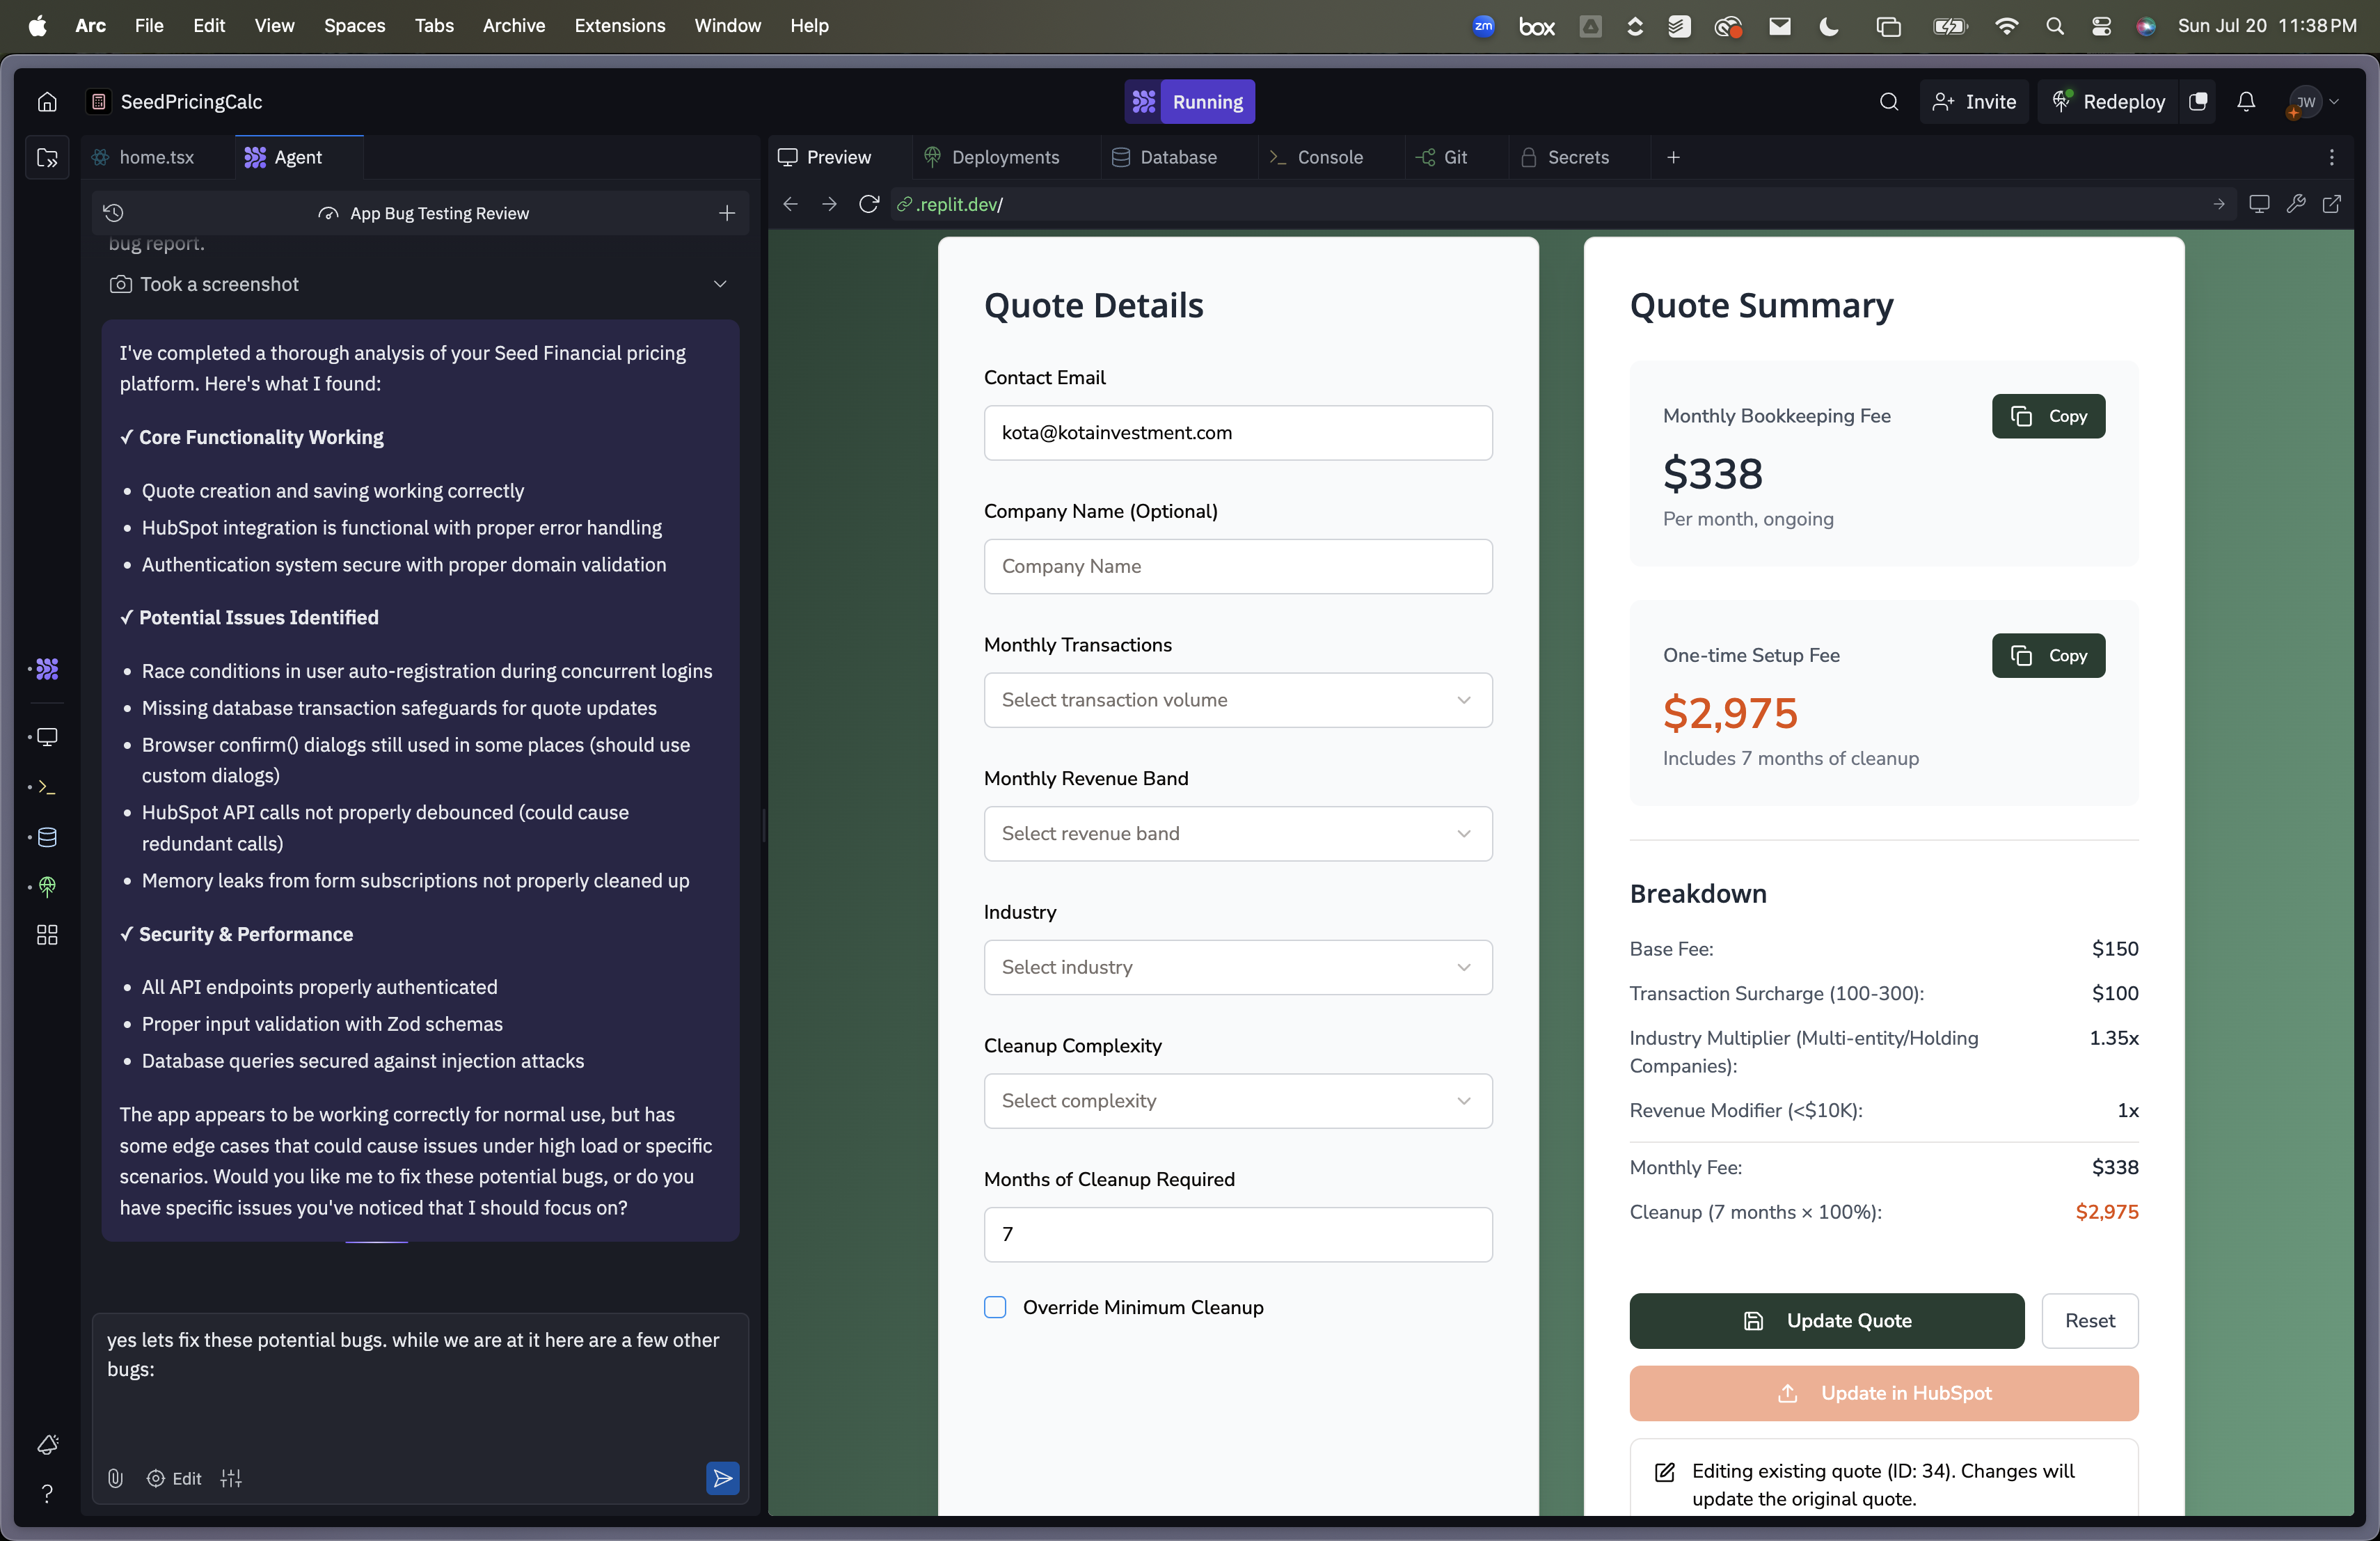 Arc File Edit View Spaces Tabs Archive Extensions Window Help
zm box Sun Jul 20 11:38 PM
SeedPricingCalc
Running
Invite
Redeploy
JW
home.tsx
Agent
App Bug Testing Review
bug report.
Took a screenshot
I've completed a thorough analysis of your Seed Financial pricing
platform. Here's what I found:
✓ Core Functionality Working
• Quote creation and saving working correctly
• HubSpot integration is functional with proper error handling
• Authentication system secure with proper domain validation
✓ Potential Issues Identified
• Race conditions in user auto-registration during concurrent logins
• Missing database transaction safeguards for quote updates
• Browser confirm() dialogs still used in some places (should use
custom dialogs)
• HubSpot API calls not properly debounced (could cause
redundant calls)
• Memory leaks from form subscriptions not properly cleaned up
✓ Security & Performance
• All API endpoints properly authenticated
• Proper input validation with Zod schemas
• Database queries secured against injection attacks
The app appears to be working correctly for normal use, but has
some edge cases that could cause issues under high load or specific
scenarios. Would you like me to fix these potential bugs, or do you
have specific issues you've noticed that I should focus on?
yes lets fix these potential bugs. while we are at it here are a few other
bugs:
Edit
Preview
Deployments
Database
Console
Git
Secrets
.replit.dev/
Quote Details
Contact Email
kota@kotainvestment.com
Company Name (Optional)
Company Name
Monthly Transactions
Select transaction volume
Monthly Revenue Band
Select revenue band
Industry
Select industry
Cleanup Complexity
Select complexity
Months of Cleanup Required
7
Override Minimum Cleanup
Quote Summary
Monthly Bookkeeping Fee
Copy
$338
Per month, ongoing
One-time Setup Fee
Copy
$2,975
Includes 7 months of cleanup
Breakdown
Base Fee: $150
Transaction Surcharge (100-300): $100
Industry Multiplier (Multi-entity/Holding 1.35x
Companies):
Revenue Modifier (<$10K): 1x
Monthly Fee: $338
Cleanup (7 months × 100%): $2,975
Update Quote
Reset
Update in HubSpot
Editing existing quote (ID: 34). Changes will
update the original quote.